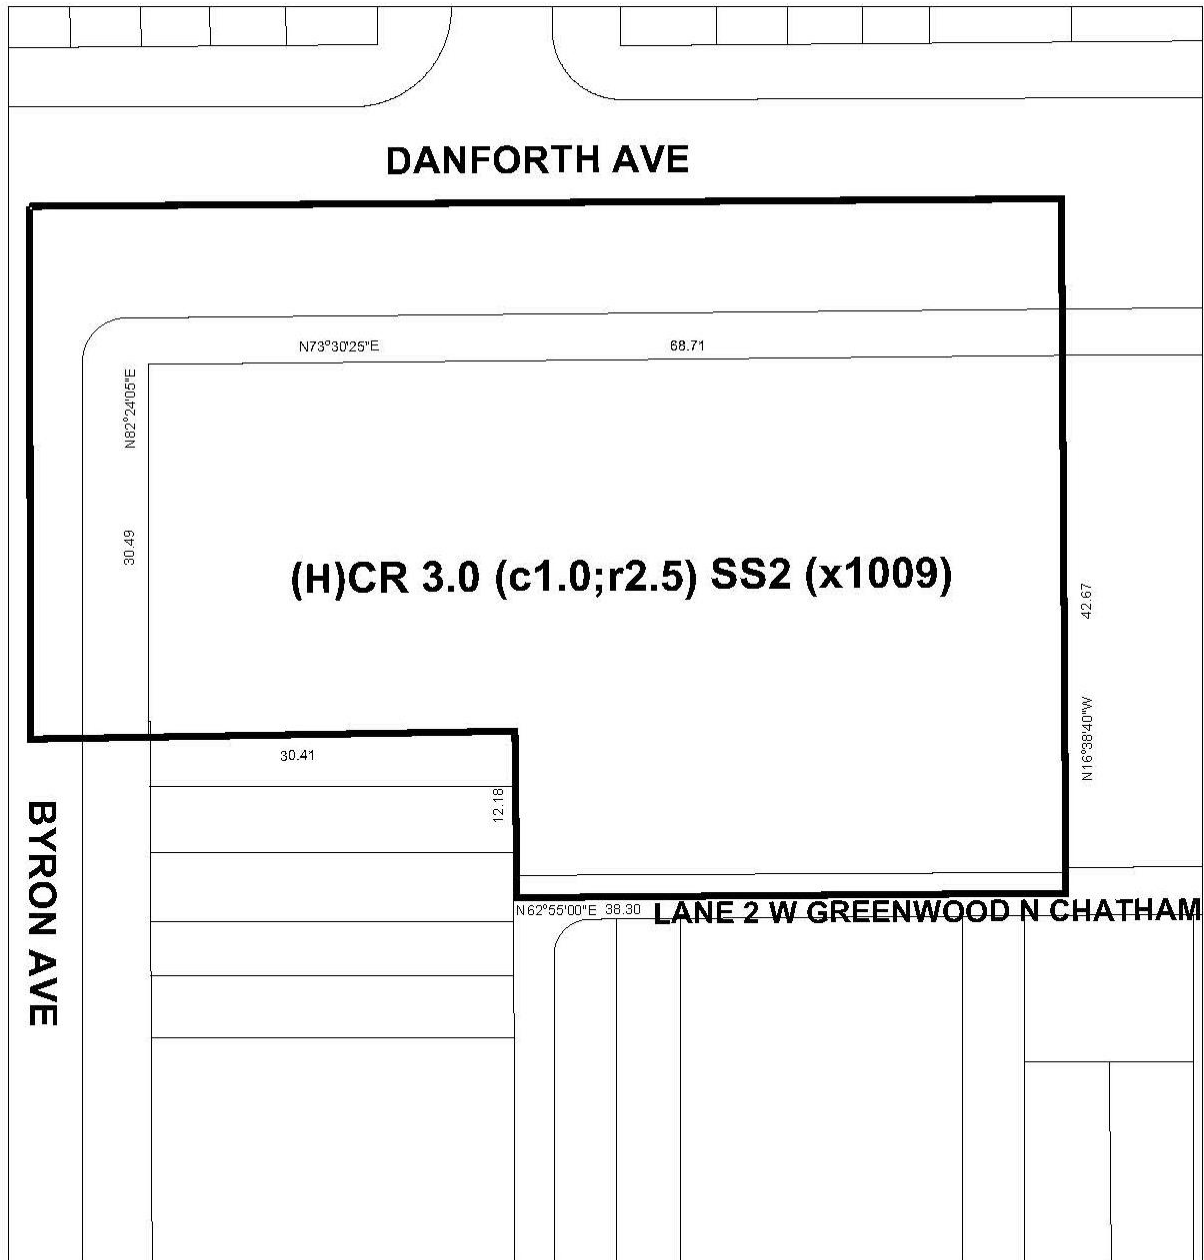 DANFORTH AVE
N73°30'25"E
68.71
N82°24'05"E
30.49
(H)CR 3.0 (c1.0;r2.5) SS2 (x1009)
42.67
N16°38'40"W
30.41
12.18
BYRON AVE
N62°55'00"E 38.30
LANE 2 W GREENWOOD N CHATHAM